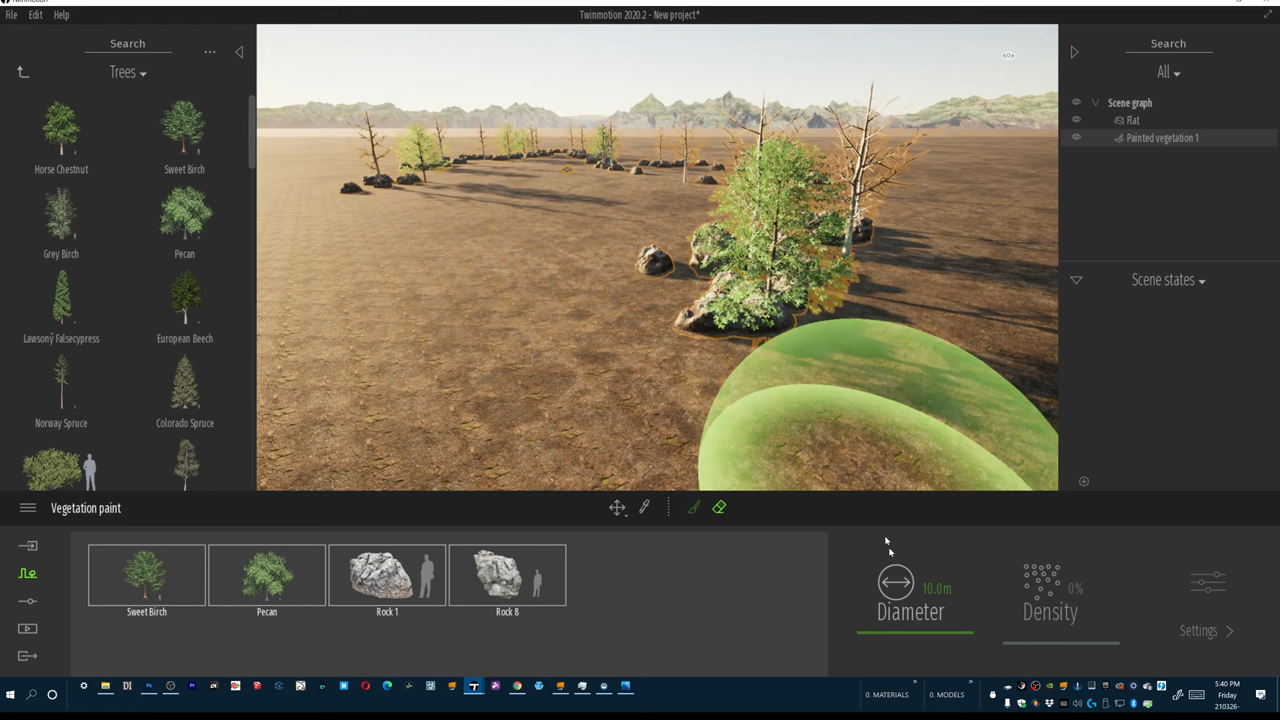 Twinmotion
File Edit Help
Twinmotion 2020.2 - New project*
Search
...
Trees
Horse Chestnut
Sweet Birch
Grey Birch
Pecan
Lawsony Falsecypress
European Beech
Norway Spruce
Colorado Spruce
Search
All
Scene graph
Flat
Painted vegetation 1
Scene states
Vegetation paint
Sweet Birch
Pecan
Rock 1
Rock 8
10.0m
Diameter
0%
Density
Settings
0. MATERIALS
0. MODELS
5:40 PM
Friday
210326-